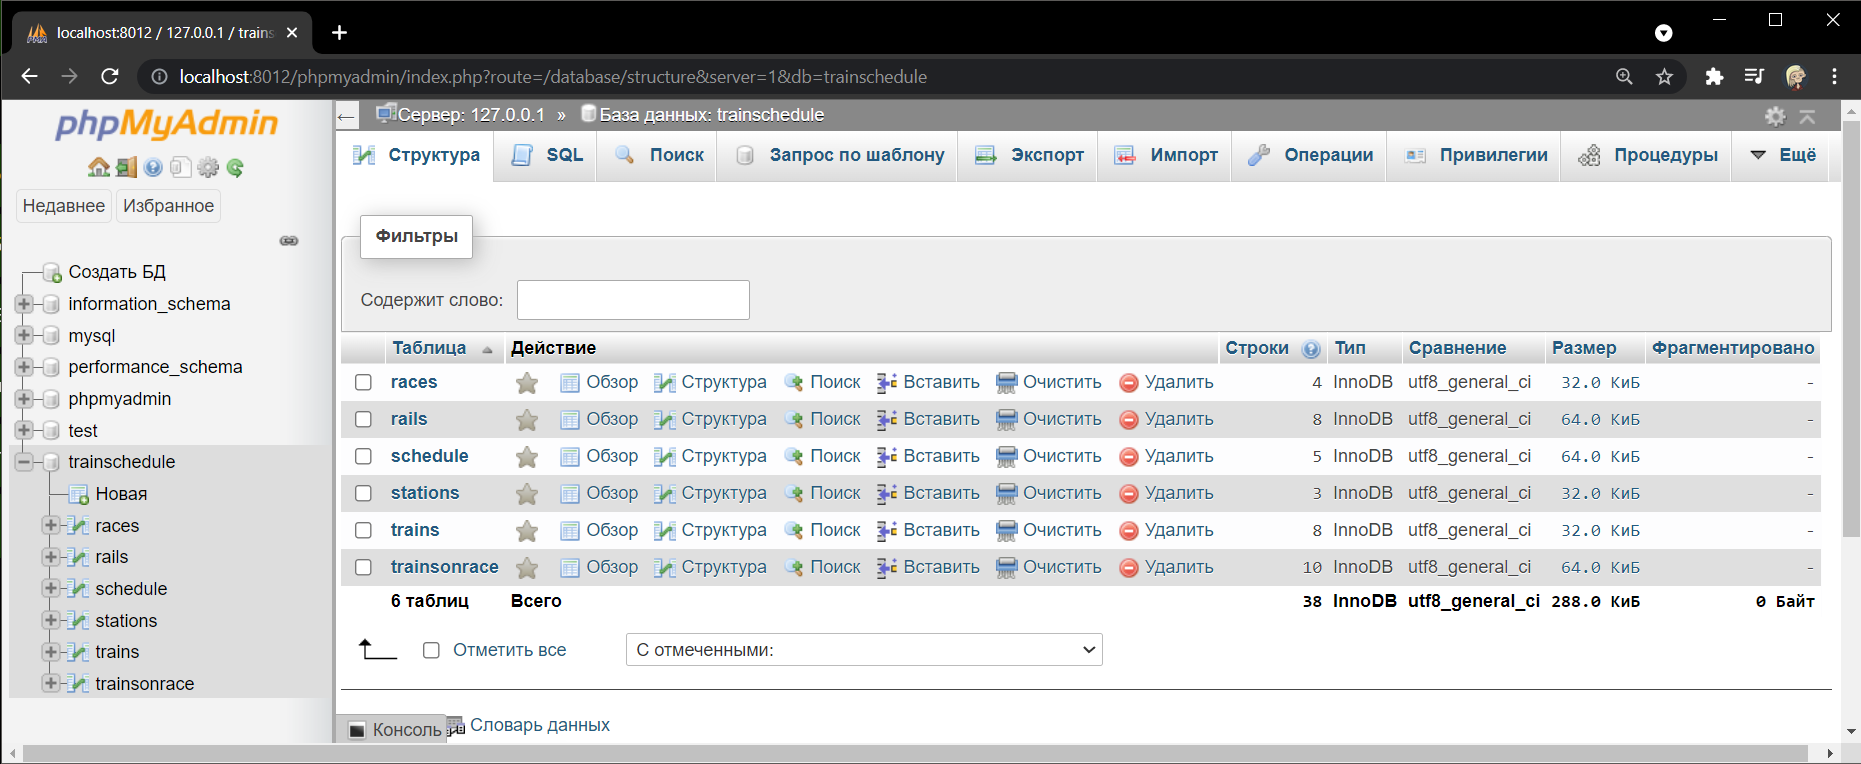 localhost:8012 / 127.0.0.1 / trains
localhost:8012/phpmyadmin/index.php?route=/database/structure&server=1&db=trainschedule
phpMyAdmin
Недавнее Избранное
Создать БД
information_schema
mysql
performance_schema
phpmyadmin
test
trainschedule
Новая
races
rails
schedule
stations
trains
trainsonrace
Сервер: 127.0.0.1 » База данных: trainschedule
Структура SQL Поиск Запрос по шаблону Экспорт Импорт Операции Привилегии Процедуры Ещё
Фильтры
Содержит слово:
Таблица Действие Строки Тип Сравнение Размер Фрагментировано
races Обзор Структура Поиск Вставить Очистить Удалить 4 InnoDB utf8_general_ci 32.0 КиБ -
rails Обзор Структура Поиск Вставить Очистить Удалить 8 InnoDB utf8_general_ci 64.0 КиБ -
schedule Обзор Структура Поиск Вставить Очистить Удалить 5 InnoDB utf8_general_ci 64.0 КиБ -
stations Обзор Структура Поиск Вставить Очистить Удалить 3 InnoDB utf8_general_ci 32.0 КиБ -
trains Обзор Структура Поиск Вставить Очистить Удалить 8 InnoDB utf8_general_ci 32.0 КиБ -
trainsonrace Обзор Структура Поиск Вставить Очистить Удалить 10 InnoDB utf8_general_ci 64.0 КиБ -
6 таблиц Всего 38 InnoDB utf8_general_ci 288.0 КиБ 0 Байт
Отметить все С отмеченными:
Консоль Словарь данных